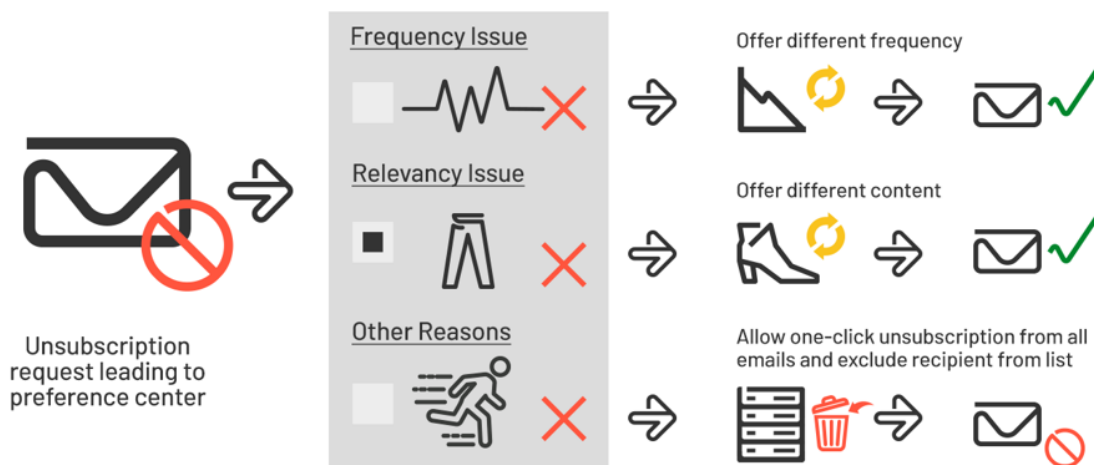 Frequency Issue
Offer different frequency
Relevancy Issue
Offer different content
Unsubscription
request leading to
preference center
Other Reasons
Allow one-click unsubscription from all
emails and exclude recipient from list